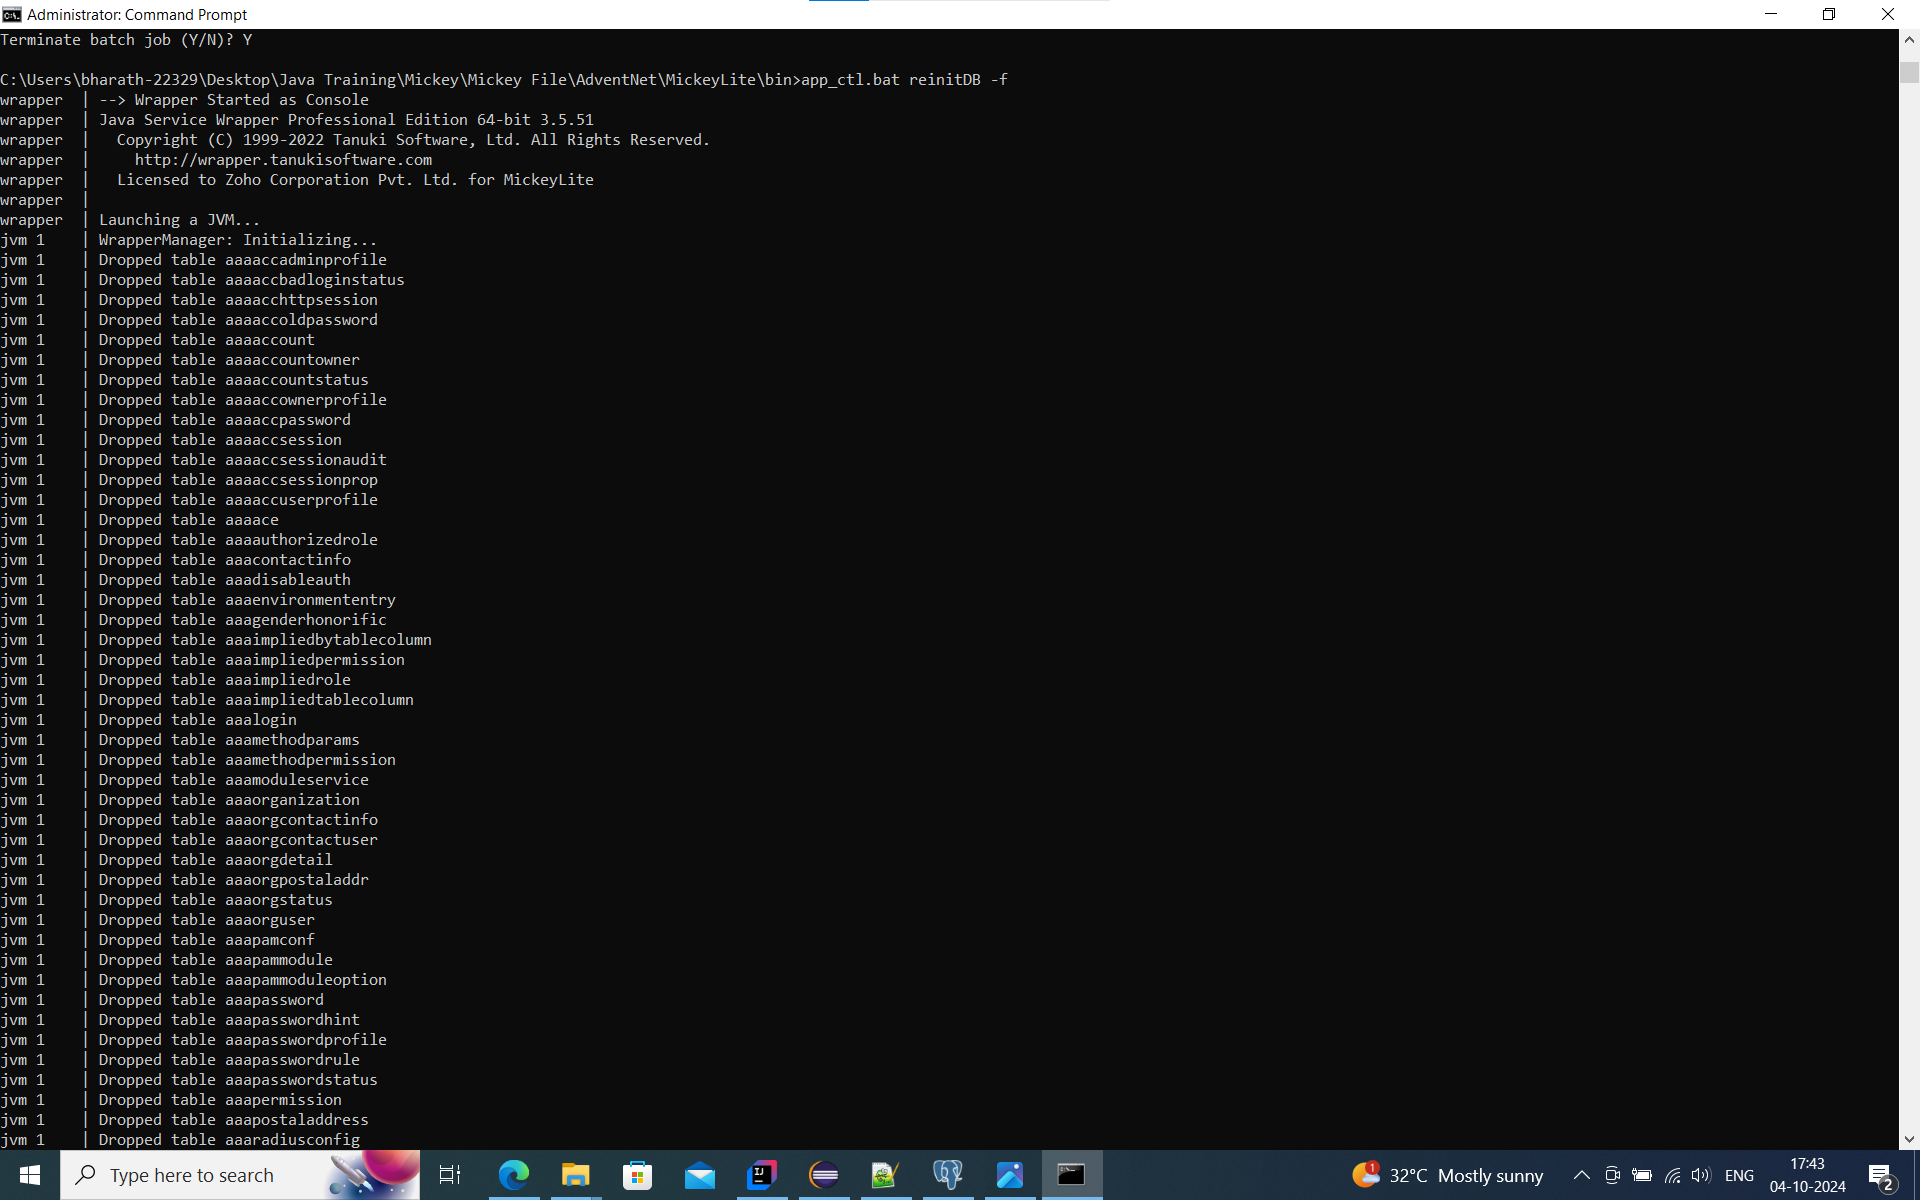 Administrator: Command Prompt
Terminate batch job (Y/N)? Y
C:\Users\bharath-22329\Desktop\Java Training\Mickey\Mickey File\AdventNet\MickeyLite\bin>app_ctl.bat reinitDB -f
wrapper  | --> Wrapper Started as Console
wrapper  | Java Service Wrapper Professional Edition 64-bit 3.5.51
wrapper  |   Copyright (C) 1999-2022 Tanuki Software, Ltd. All Rights Reserved.
wrapper  |     http://wrapper.tanukisoftware.com
wrapper  |   Licensed to Zoho Corporation Pvt. Ltd. for MickeyLite
wrapper  |
wrapper  | Launching a JVM...
jvm 1    | WrapperManager: Initializing...
jvm 1    | Dropped table aaaaccadminprofile
jvm 1    | Dropped table aaaaccbadloginstatus
jvm 1    | Dropped table aaaacchttpsession
jvm 1    | Dropped table aaaaccoldpassword
jvm 1    | Dropped table aaaaccount
jvm 1    | Dropped table aaaaccountowner
jvm 1    | Dropped table aaaaccountstatus
jvm 1    | Dropped table aaaaccownerprofile
jvm 1    | Dropped table aaaaccpassword
jvm 1    | Dropped table aaaaccsession
jvm 1    | Dropped table aaaaccsessionaudit
jvm 1    | Dropped table aaaaccsessionprop
jvm 1    | Dropped table aaaaccuserprofile
jvm 1    | Dropped table aaaace
jvm 1    | Dropped table aaaauthorizedrole
jvm 1    | Dropped table aaacontactinfo
jvm 1    | Dropped table aaadisableauth
jvm 1    | Dropped table aaaenvironmententry
jvm 1    | Dropped table aaagenderhonorific
jvm 1    | Dropped table aaaimpliedbytablecolumn
jvm 1    | Dropped table aaaimpliedpermission
jvm 1    | Dropped table aaaimpliedrole
jvm 1    | Dropped table aaaimpliedtablecolumn
jvm 1    | Dropped table aaalogin
jvm 1    | Dropped table aaamethodparams
jvm 1    | Dropped table aaamethodpermission
jvm 1    | Dropped table aaamoduleservice
jvm 1    | Dropped table aaaorganization
jvm 1    | Dropped table aaaorgcontactinfo
jvm 1    | Dropped table aaaorgcontactuser
jvm 1    | Dropped table aaaorgdetail
jvm 1    | Dropped table aaaorgpostaladdr
jvm 1    | Dropped table aaaorgstatus
jvm 1    | Dropped table aaaorguser
jvm 1    | Dropped table aaapamconf
jvm 1    | Dropped table aaapammodule
jvm 1    | Dropped table aaapammoduleoption
jvm 1    | Dropped table aaapassword
jvm 1    | Dropped table aaapasswordhint
jvm 1    | Dropped table aaapasswordprofile
jvm 1    | Dropped table aaapasswordrule
jvm 1    | Dropped table aaapasswordstatus
jvm 1    | Dropped table aaapermission
jvm 1    | Dropped table aaapostaladdress
jvm 1    | Dropped table aaaradiusconfig
Type here to search
1
32°C Mostly sunny
ENG
17:43
04-10-2024
2